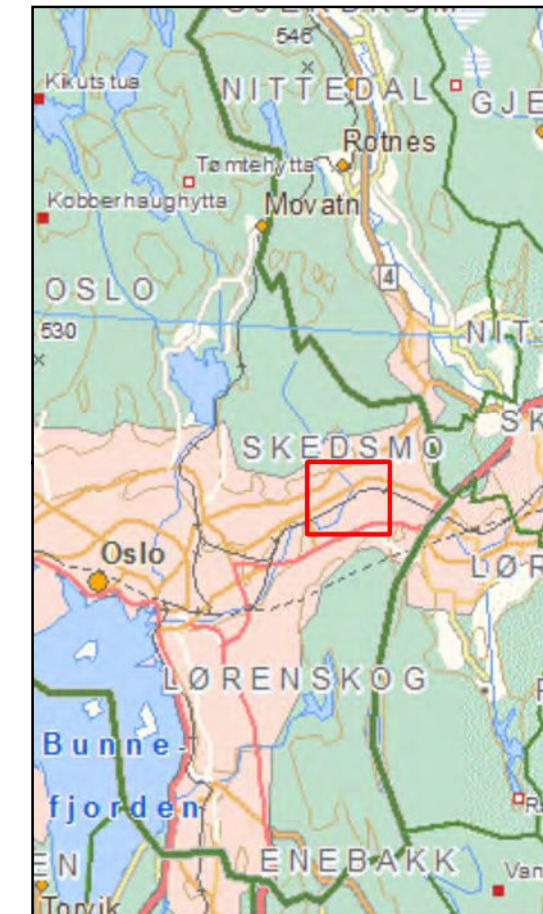 546
Kikutstua
NITTEDAL
GJE
Rotnes
Tømtehytta
Kobberhaughytta
Movatn
OSLO
4
530
NIT
SK
SKEDSMO
Oslo
LØR
LØRENSKOG
Bunne-
fjorden
R
EN
ENEBAKK
Van
Torvik